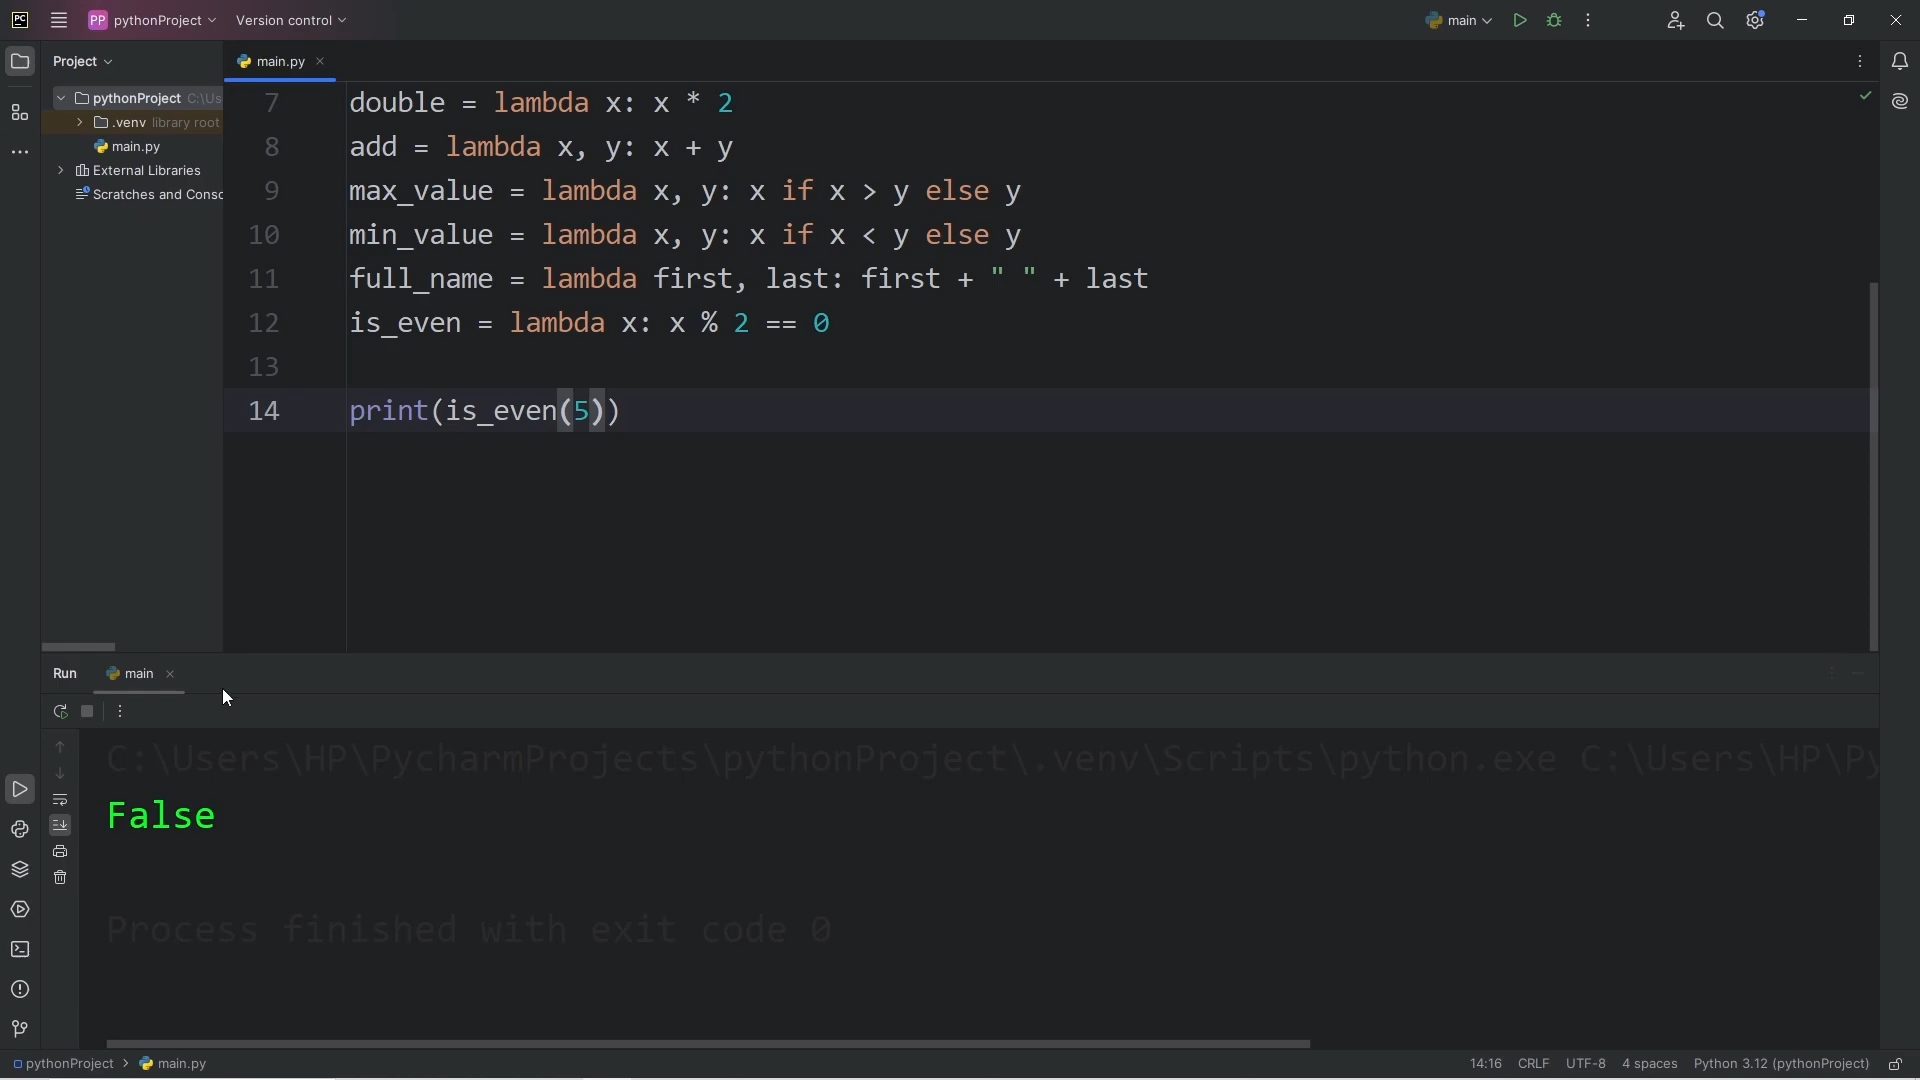 PC PP pythonProject Version control main
Project main.py
pythonProject C:\Us
.venv library root
main.py
External Libraries
Scratches and Conso
7 double = lambda x: x * 2
8 add = lambda x, y: x + y
9 max_value = lambda x, y: x if x > y else y
10 min_value = lambda x, y: x if x < y else y
11 full_name = lambda first, last: first + " " + last
12 is_even = lambda x: x % 2 == 0
13
14 print(is_even(5))
Run main
C:\Users\HP\PycharmProjects\pythonProject\.venv\Scripts\python.exe C:\Users\HP\Py
False
Process finished with exit code 0
pythonProject > main.py 14:16 CRLF UTF-8 4 spaces Python 3.12 (pythonProject)